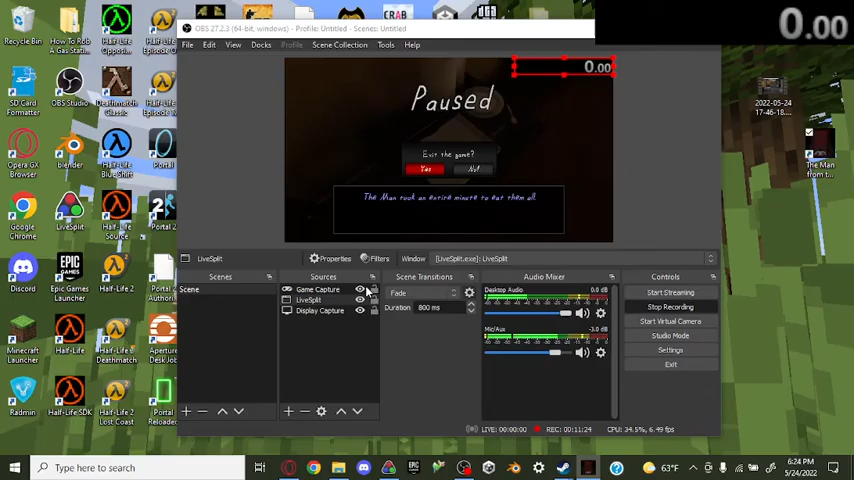 0.00
OBS 27.2.3 (64-bit, windows) - Profile: Untitled - Scenes: Untitled
File Edit View Docks Profile Scene Collection Tools Help
0.00
Paused
Exit the game?
Yes No!
The Man took an entire minute to eat them all.
LiveSplit Properties Filters Window [LiveSplit.exe]: LiveSplit
Scenes Sources Scene Transitions Audio Mixer Controls
Scene
Game Capture
LiveSplit
Display Capture
Fade
Duration 800 ms
Desktop Audio 0.0 dB
Mic/Aux -3.0 dB
Start Streaming
Stop Recording
Start Virtual Camera
Studio Mode
Settings
Exit
LIVE: 00:00:00 REC: 00:11:24 CPU: 34.5%, 6.49 fps
Recycle Bin
How To Rob
a Gas Stati...
Half-Life
Opposi...
Half-Life 2
Episode
SD Card
Formatter
OBS Studio
Deathmatch
Classic
Half-Life 2
Episode
Opera GX
Browser
blender
Half-Life
Blue Shift
Portal
Google
Chrome
LiveSplit
Half-Life
Source
Portal 2
Discord
Epic Games
Launcher
Half-Life 2
Portal 2
Authori...
Minecraft
Launcher
Half-Life
Half-Life 2
Deathmatch
Aperture
Desk Job
Radmin
Half-Life SDK
Half-Life 2
Lost Coast
Portal
Reloaded
CRAB
2022-05-24
17-46-18...
The Man
from t...
Type here to search
63°F
6:24 PM
5/24/2022